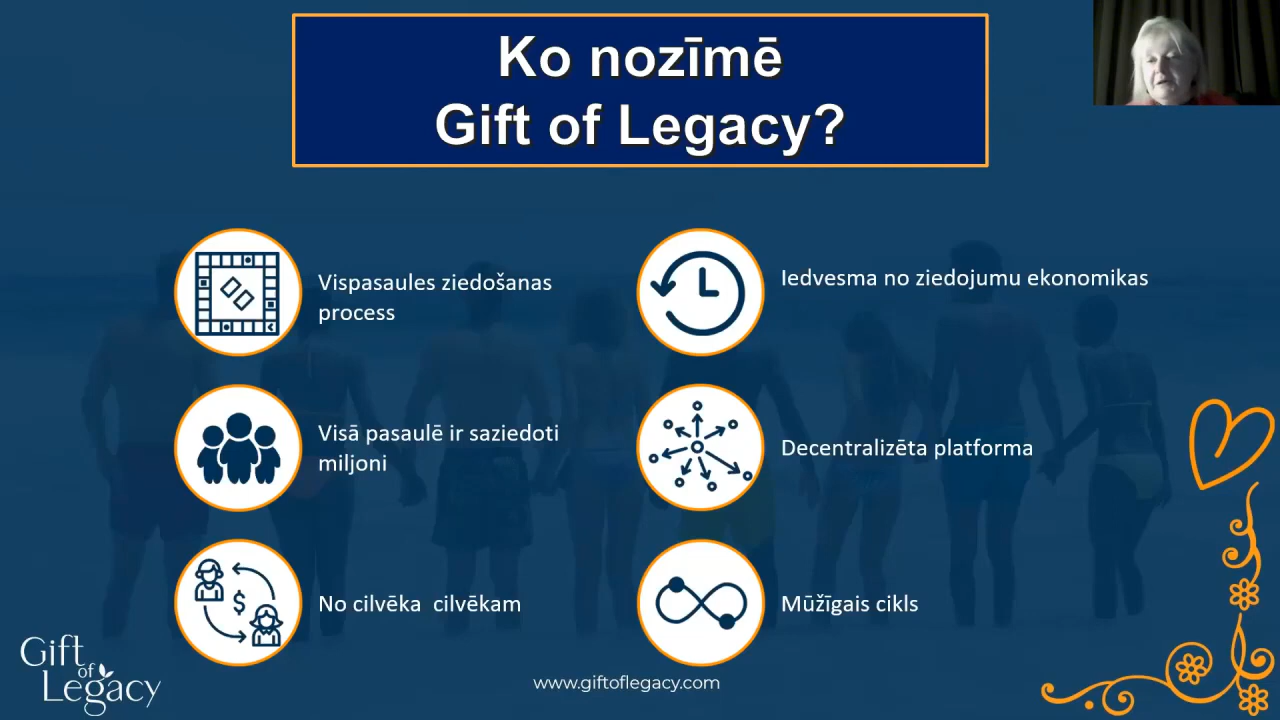 Ko nozīmē
Gift of Legacy?
Vispasaules ziedošanas
process
Iedvesma no ziedojumu ekonomikas
Visā pasaulē ir saziedoti
miljoni
Decentralizēta platforma
$
No cilvēka  cilvēkam
Mūžīgais cikls
Gift
of
Legacy
www.giftoflegacy.com